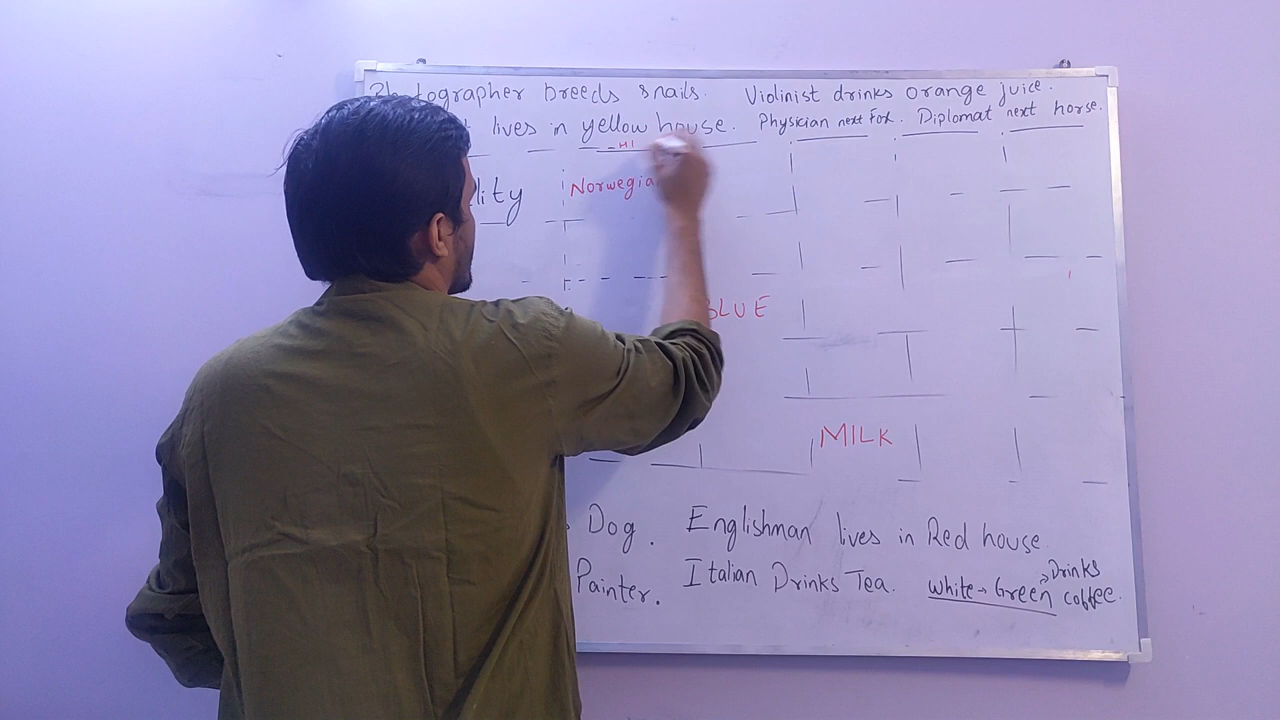 Photographer breeds snails. Violinist drinks orange juice.
lives in yellow house. Physician next Fox. Diplomat next horse.
H1
lity Norwegia
BLUE
MILK
Dog. Englishman lives in Red house
Painter. Italian Drinks Tea. White → Green → Drinks coffee.